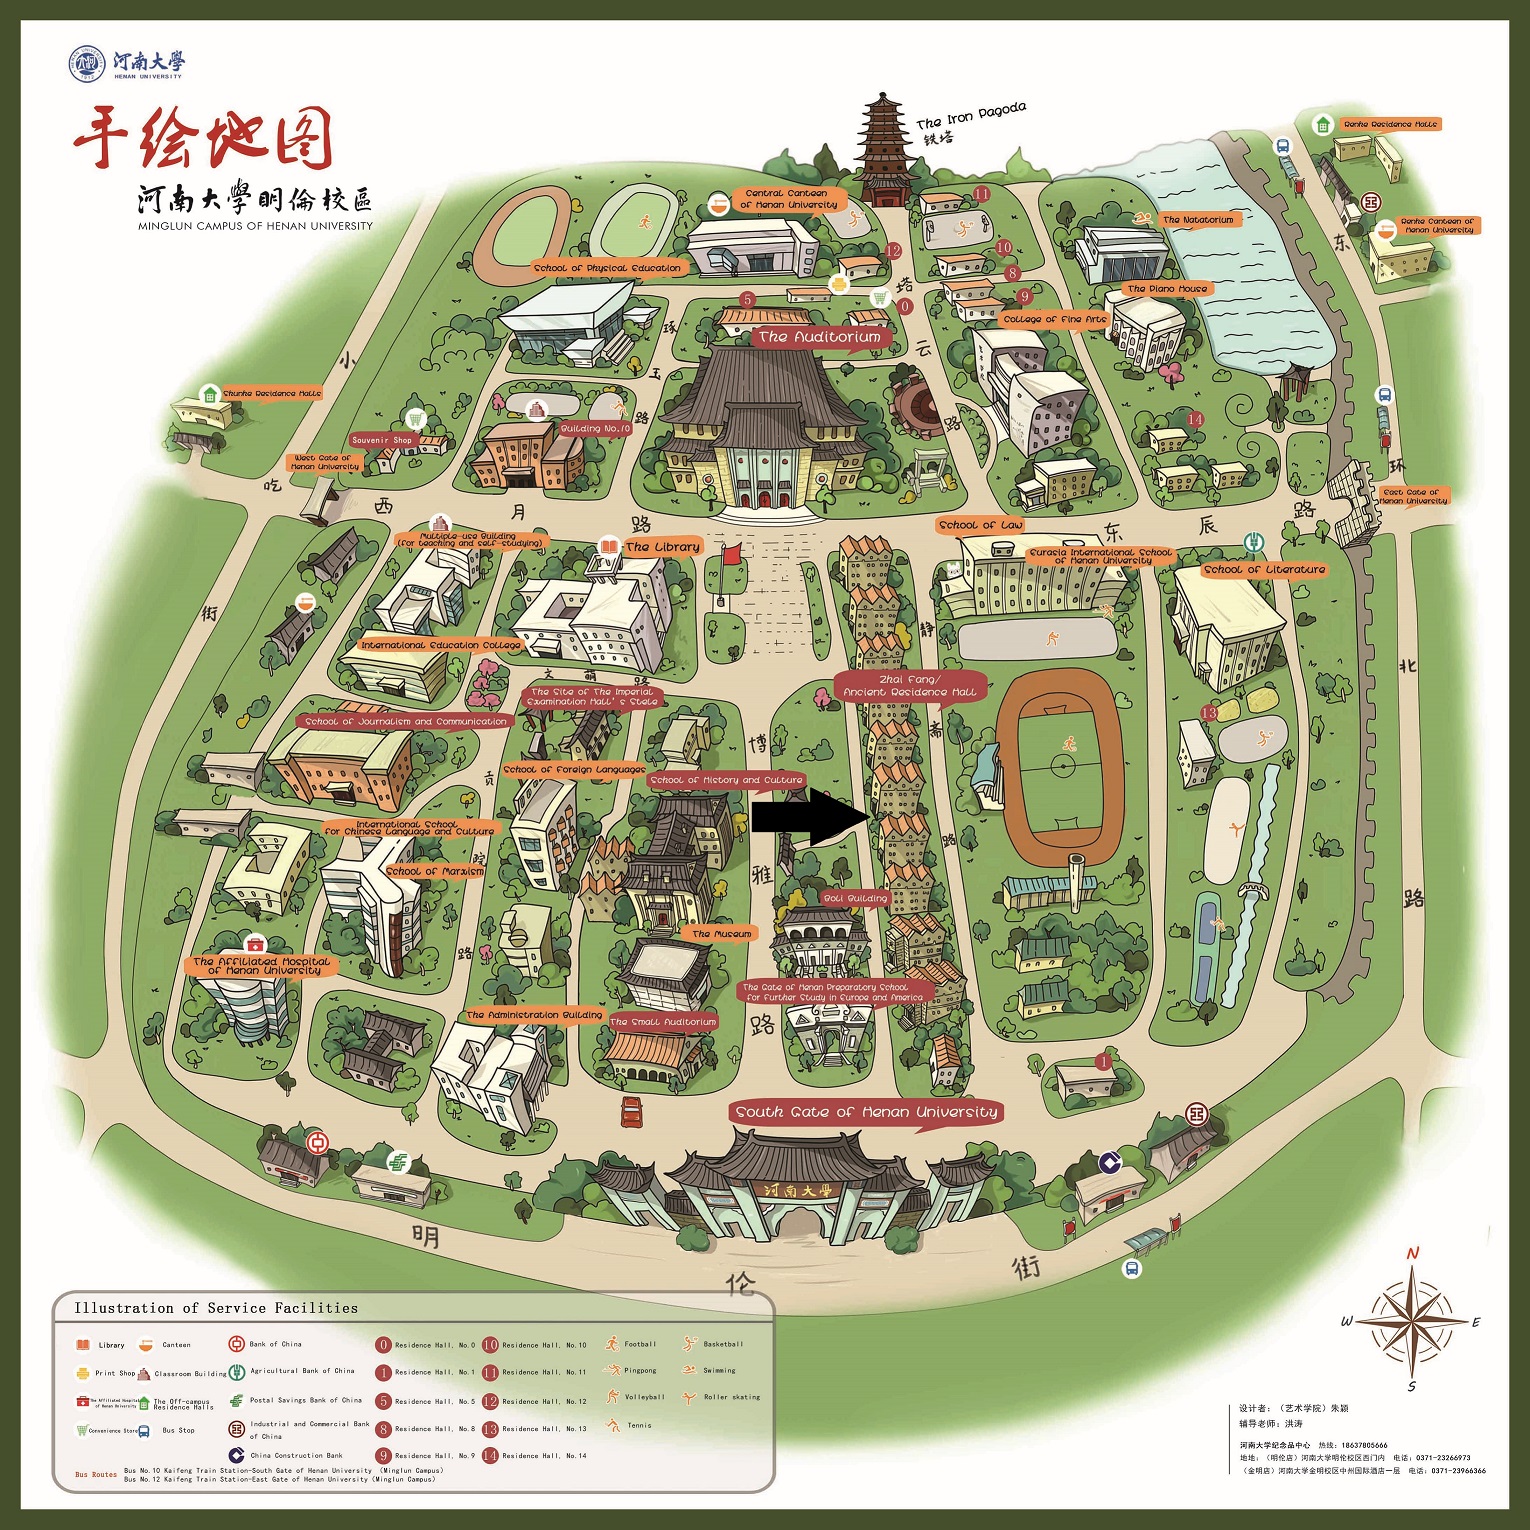 河南大學
HENAN UNIVERSITY
手绘地图
河南大學明倫校區
MINGLUN CAMPUS OF HENAN UNIVERSITY
The Iron Pagoda
铁塔
Renhe Residence Halls
Central Canteen
of Henan University
11
The Natatorium
Renhe Canteen of
Henan University
东
12
10
School of Physical Education
8
塔
The Piano House
5
0
9
College of Fine Arts
琢
The Auditorium
云
小
玉
Shunhe Residence Halls
路
路
14
Building No.10
Souvenir Shop
West Gate of
Henan University
环
吃
西
月
路
东
辰
路
East Gate of
Henan University
School of Law
Multiple-use Building
(for teaching and self-studying)
The Library
Eurasia International School
of Henan University
School of Literature
街
静
International Education College
北
文
萌
路
Zhai Fang/
Ancient Residence Hall
The Site of The Imperial
Examination Hall's Stele
School of Journalism and Communication
13
斋
博
School of Foreign Languages
贡
School of History and Culture
International School
for Chinese Language and Culture
路
院
School of Marxism
雅
路
Boli Building
The Museum
路
The Affiliated Hospital
of Henan University
The Gate of Henan Preparatory School
for Further Study in Europe and America
The Administration Building
The Small Auditorium
路
1
South Gate of Henan University
河南大學
明
伦
街
Illustration of Service Facilities
Library
Canteen
Bank of China
0 Residence Hall, No.0
10 Residence Hall, No.10
Football
Basketball
Print Shop
Classroom Building
Agricultural Bank of China
1 Residence Hall, No.1
11 Residence Hall, No.11
Pingpong
Swimming
The Affiliated Hospital
of Henan University
The Off-campus
Residence Halls
Postal Savings Bank of China
5 Residence Hall, No.5
12 Residence Hall, No.12
Volleyball
Roller skating
Convenience Store
Bus Stop
Industrial and Commercial Bank
of China
8 Residence Hall, No.8
13 Residence Hall, No.13
Tennis
China Construction Bank
9 Residence Hall, No.9
14 Residence Hall, No.14
Bus Routes
Bus No.10 Kaifeng Train Station-South Gate of Henan University (Minglun Campus)
Bus No.12 Kaifeng Train Station-East Gate of Henan University (Minglun Campus)
N
W
E
S
设计者：（艺术学院）朱颖
辅导老师：洪涛
河南大学纪念品中心 热线：18637805666
地地：（明伦店）河南大学明伦校区西门内 电话：0371-23266973
（金明店）河南大学金明校区中州国际酒店一层 电话：0371-23966366